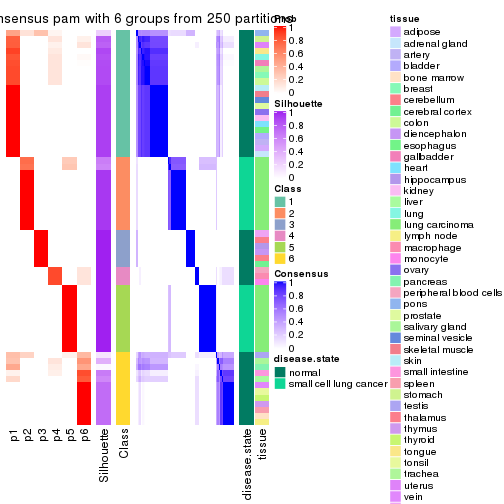 nsensus pam with 6 groups from 250 partitions
Prob
1
0.8
0.6
0.4
0.2
0
Silhouette
1
0.8
0.6
0.4
0.2
0
Class
1
2
3
4
5
6
Consensus
1
0.8
0.6
0.4
0.2
0
disease.state
normal
small cell lung cancer
tissue
adipose
adrenal gland
artery
bladder
bone marrow
breast
cerebellum
cerebral cortex
colon
diencephalon
esophagus
galbadder
heart
hippocampus
kidney
liver
lung
lung carcinoma
lymph node
macrophage
monocyte
ovary
pancreas
peripheral blood cells
pons
prostate
salivary gland
seminal vesicle
skeletal muscle
skin
small intestine
spleen
stomach
testis
thalamus
thymus
thyroid
tongue
tonsil
trachea
uterus
vein
p1
p2
p3
p4
p5
p6
Silhouette
Class
disease.state
tissue